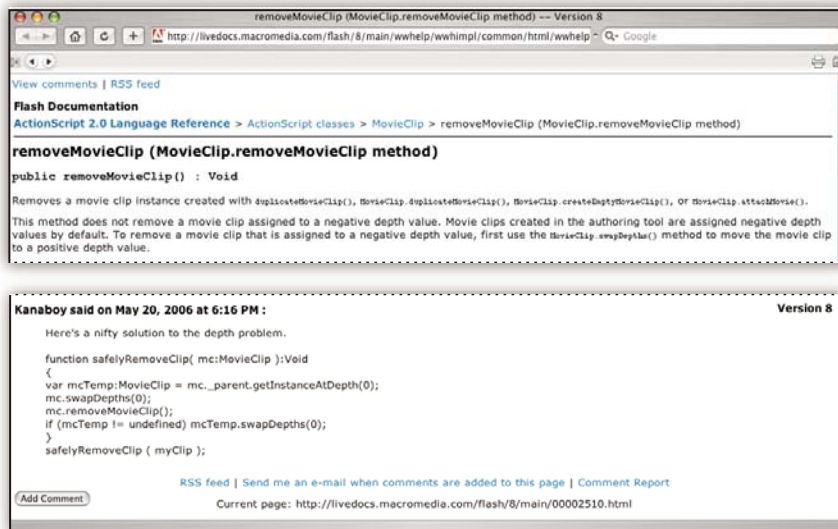 removeMovieClip (MovieClip.removeMovieClip method) -- Version 8
http://livedocs.macromedia.com/flash/8/main/wwhelp/wwhimpl/common/html/wwhelp
Google
View comments | RSS feed
Flash Documentation
ActionScript 2.0 Language Reference > ActionScript classes > MovieClip > removeMovieClip (MovieClip.removeMovieClip method)
removeMovieClip (MovieClip.removeMovieClip method)
public removeMovieClip() : Void
Removes a movie clip instance created with duplicateMovieClip(), MovieClip.duplicateMovieClip(), MovieClip.createEmptyMovieClip(), or MovieClip.attachMovie().
This method does not remove a movie clip assigned to a negative depth value. Movie clips created in the authoring tool are assigned negative depth
values by default. To remove a movie clip that is assigned to a negative depth value, first use the MovieClip.swapDepths() method to move the movie clip
to a positive depth value.
Kanaboy said on May 20, 2006 at 6:16 PM :
Version 8
Here's a nifty solution to the depth problem.
function safelyRemoveClip( mc:MovieClip ):Void
{
var mcTemp:MovieClip = mc._parent.getInstanceAtDepth(0);
mc.swapDepths(0);
mc.removeMovieClip();
if (mcTemp != undefined) mcTemp.swapDepths(0);
}
safelyRemoveClip ( myClip );
RSS feed | Send me an e-mail when comments are added to this page | Comment Report
Add Comment
Current page: http://livedocs.macromedia.com/flash/8/main/00002510.html